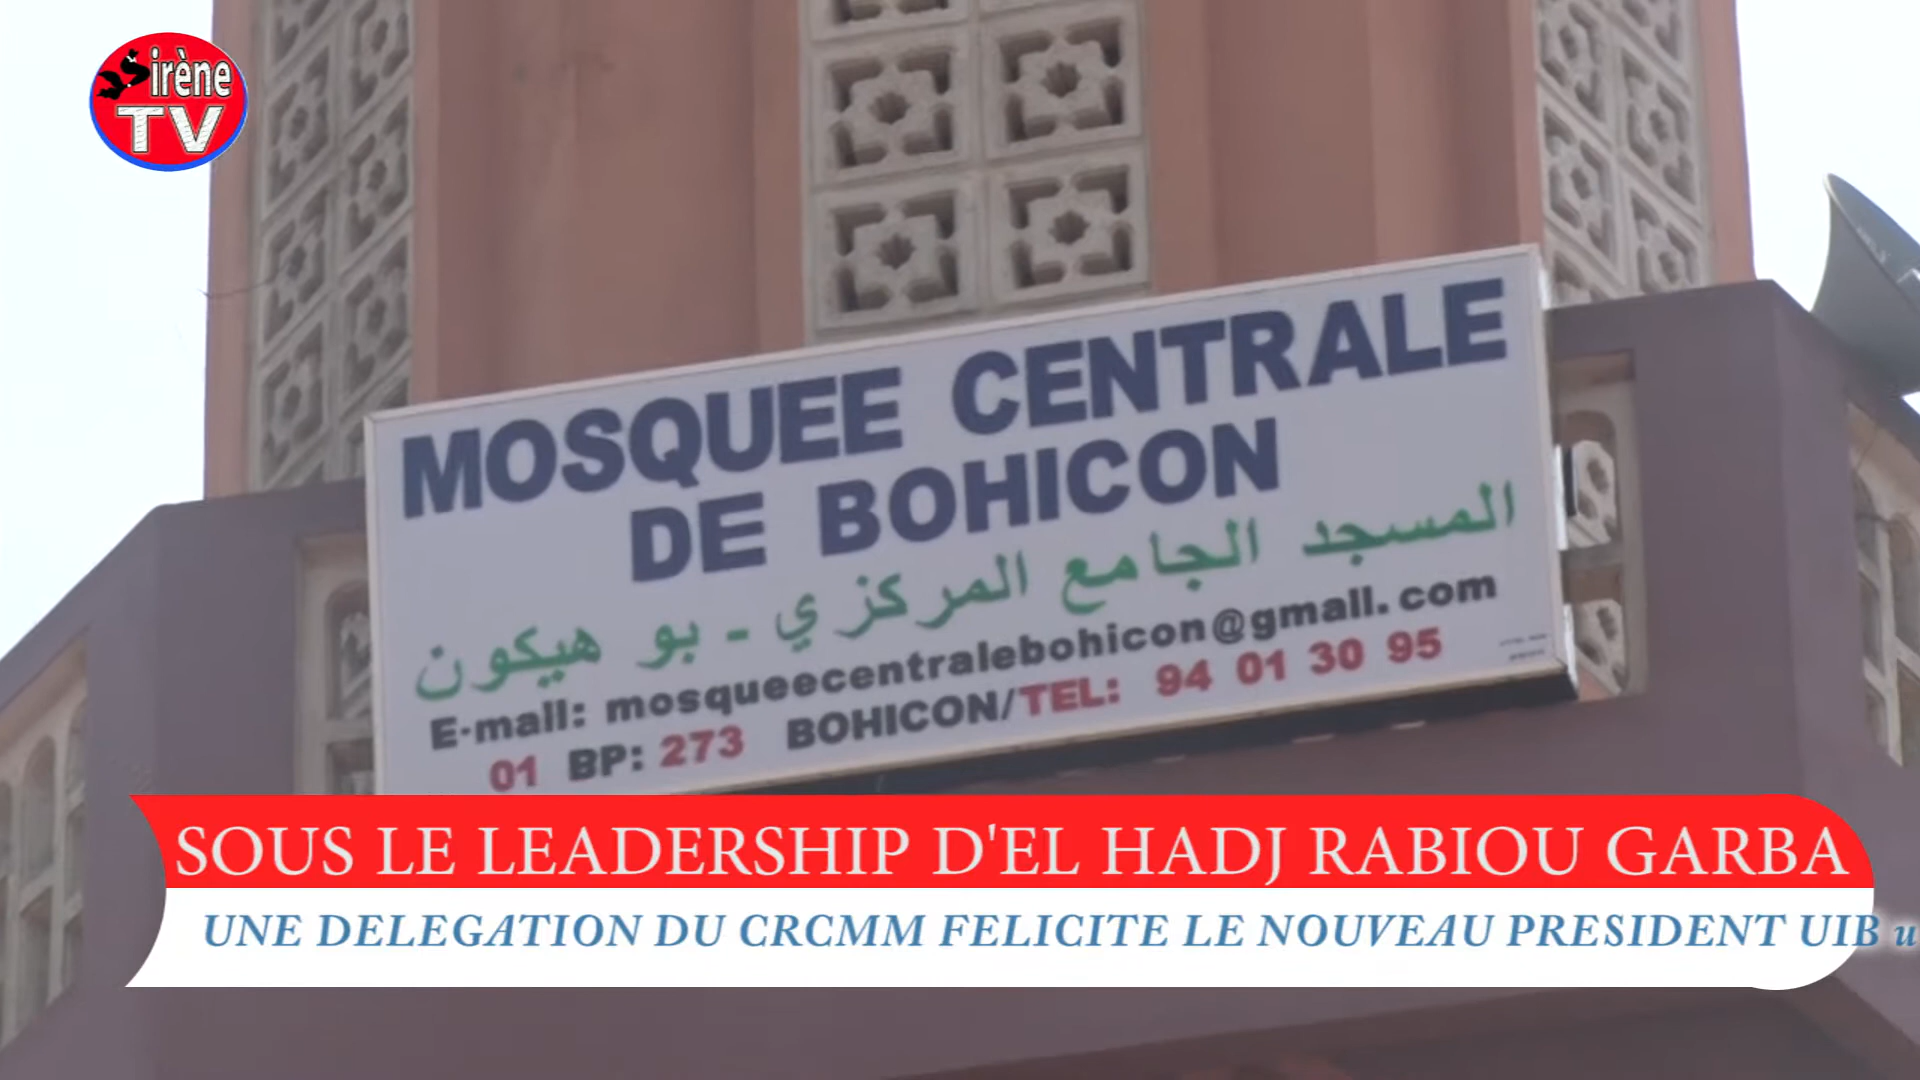 Sirène
TV
MOSQUEE CENTRALE
DE BOHICON
المسجد الجامع المركزي - بو هيكون
E-mall: mosqueecentralebohicon@gmall.com
01 BP: 273 BOHICON/TEL: 94 01 30 95
SOUS LE LEADERSHIP D'EL HADJ RABIOU GARBA
UNE DELEGATION DU CRCMM FELICITE LE NOUVEAU PRESIDENT UIB u